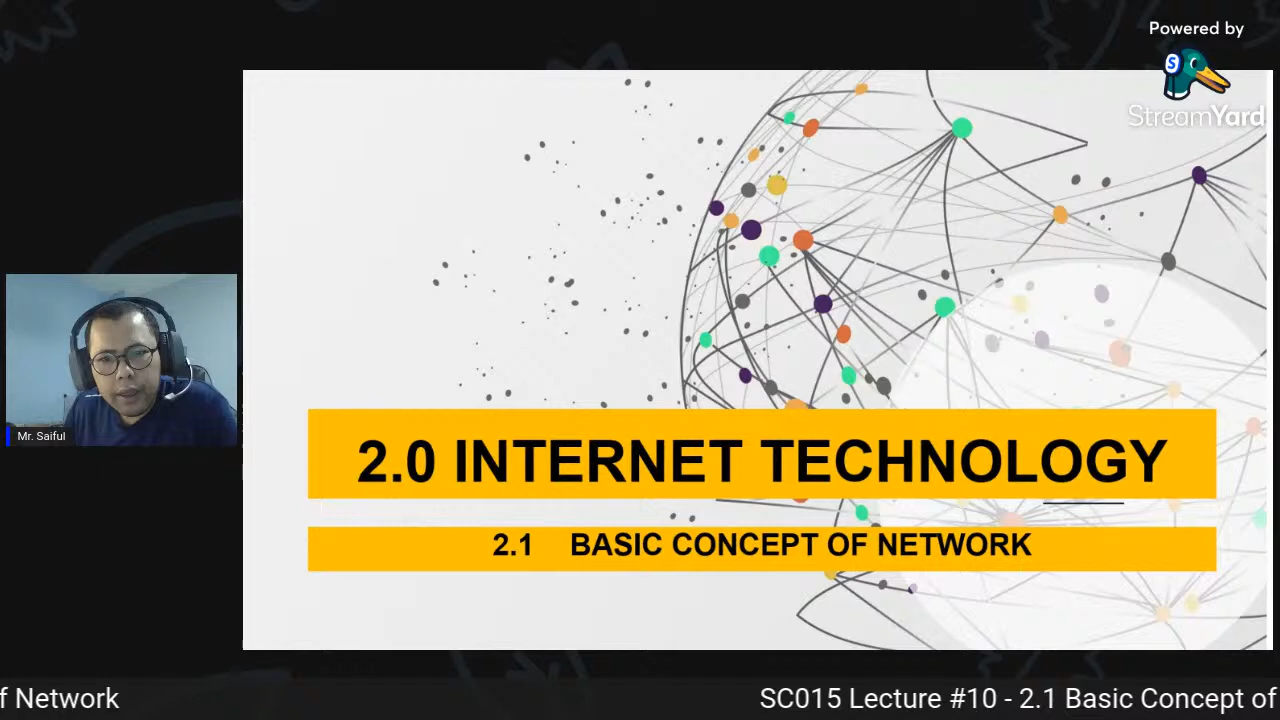 Powered by
S
StreamYard
Mr. Saiful
2.0 INTERNET TECHNOLOGY
2.1 BASIC CONCEPT OF NETWORK
f Network
SC015 Lecture #10 - 2.1 Basic Concept of